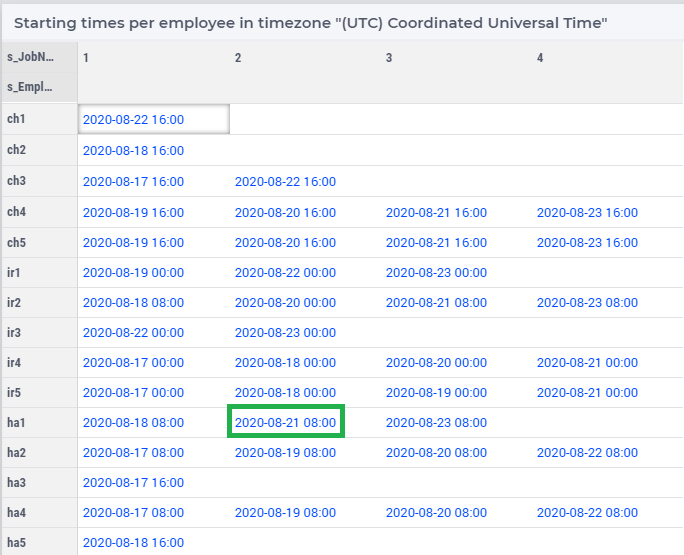 Starting times per employee in timezone "(UTC) Coordinated Universal Time"
s_JobN... 1 2 3 4
s_Empl...
ch1 2020-08-22 16:00
ch2 2020-08-18 16:00
ch3 2020-08-17 16:00 2020-08-22 16:00
ch4 2020-08-19 16:00 2020-08-20 16:00 2020-08-21 16:00 2020-08-23 16:00
ch5 2020-08-19 16:00 2020-08-20 16:00 2020-08-21 16:00 2020-08-23 16:00
ir1 2020-08-19 00:00 2020-08-22 00:00 2020-08-23 00:00
ir2 2020-08-18 08:00 2020-08-20 00:00 2020-08-21 08:00 2020-08-23 08:00
ir3 2020-08-22 00:00 2020-08-23 00:00
ir4 2020-08-17 00:00 2020-08-18 00:00 2020-08-20 00:00 2020-08-21 00:00
ir5 2020-08-17 00:00 2020-08-18 00:00 2020-08-19 00:00 2020-08-21 00:00
ha1 2020-08-18 08:00 2020-08-21 08:00 2020-08-23 08:00
ha2 2020-08-17 08:00 2020-08-19 08:00 2020-08-20 08:00 2020-08-22 08:00
ha3 2020-08-17 16:00
ha4 2020-08-17 08:00 2020-08-19 08:00 2020-08-20 08:00 2020-08-22 08:00
ha5 2020-08-18 16:00